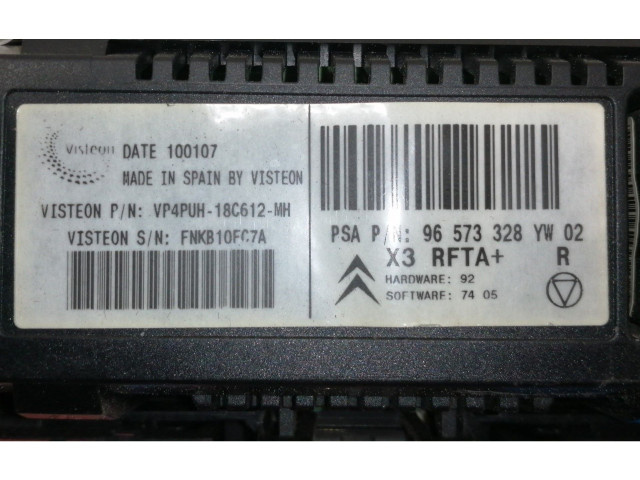 Visteon
DATE 100107
MADE IN SPAIN BY VISTEON
VISTEON P/N: VP4PUH-18C612-MH
VISTEON S/N: FNKB10FC7A
PSA P/N: 96 573 328 YW 02
X3 RFTA+ R
HARDWARE: 92
SOFTWARE: 74 05